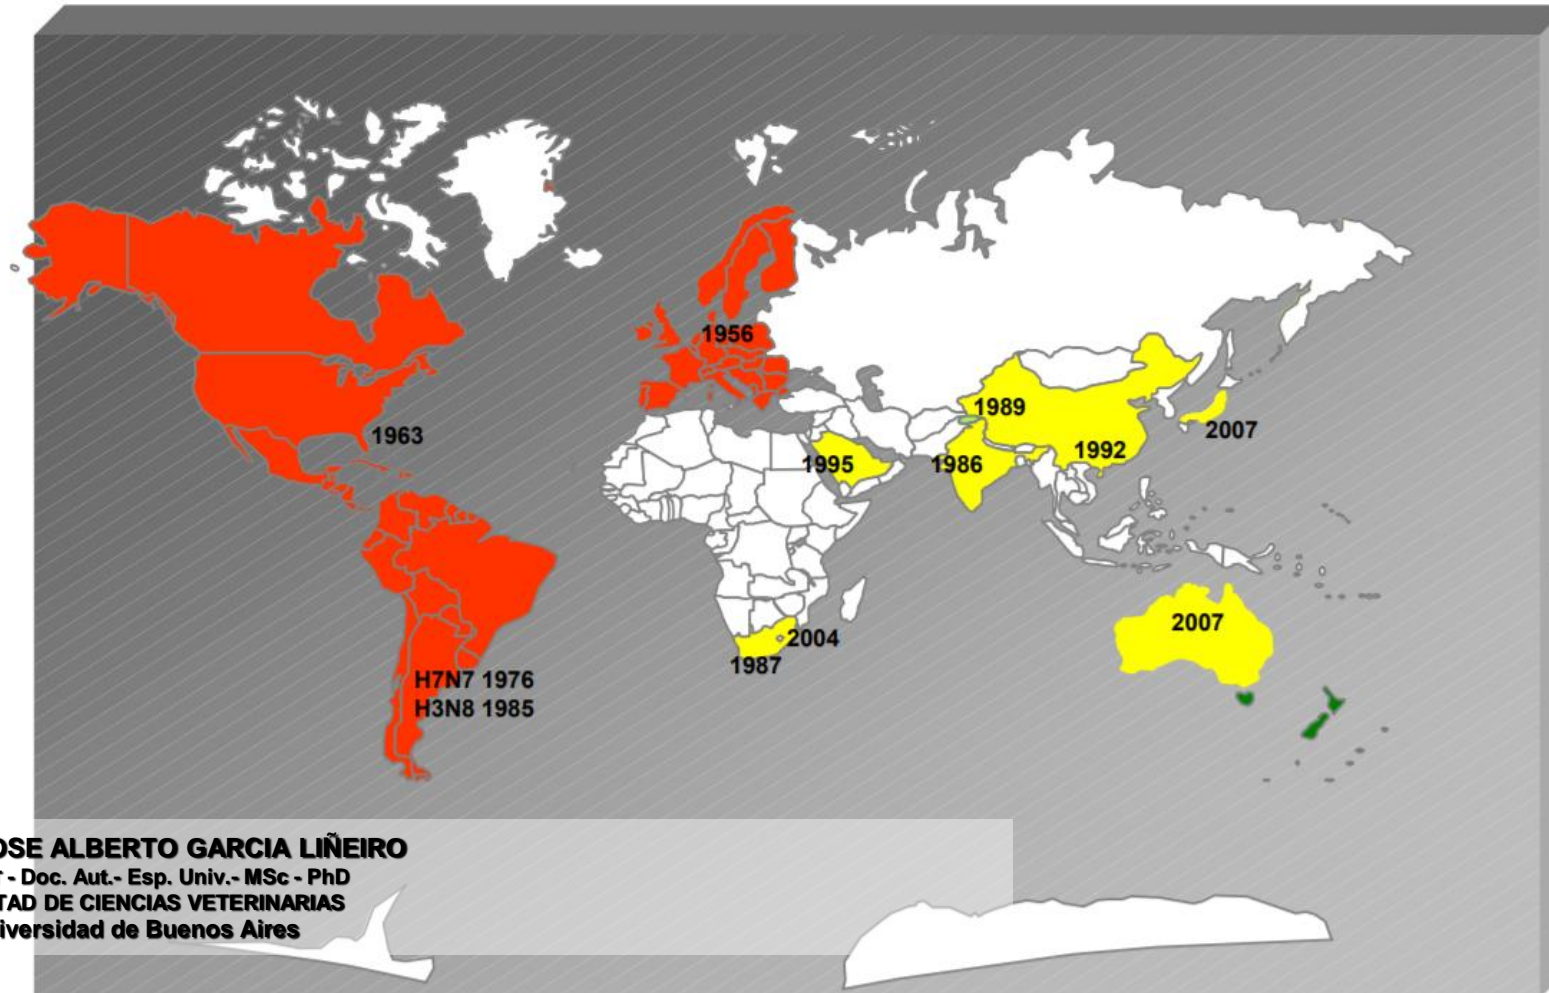 1956
1989
1963
2007
1992
1995
1986
2007
2004
1987
H7N7 1976
H3N8 1985
OSE ALBERTO GARCIA LIÑEIRO
- Doc. Aut.- Esp. Univ.- MSc - PhD
TAD DE CIENCIAS VETERINARIAS
iversidad de Buenos Aires